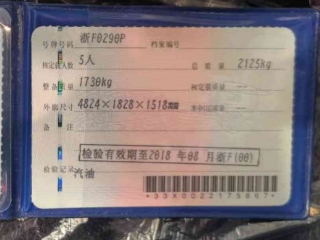 号牌号码 浙F0290P 档案编号
核定载人数 5人 总质量 2125kg
整备质量 1730kg 核定载质量 --
外廓尺寸 4824×1828×1518mm 准牵引总质量 --
备注
检验有效期至2018 年08 月浙F(00)
检验记录 汽油